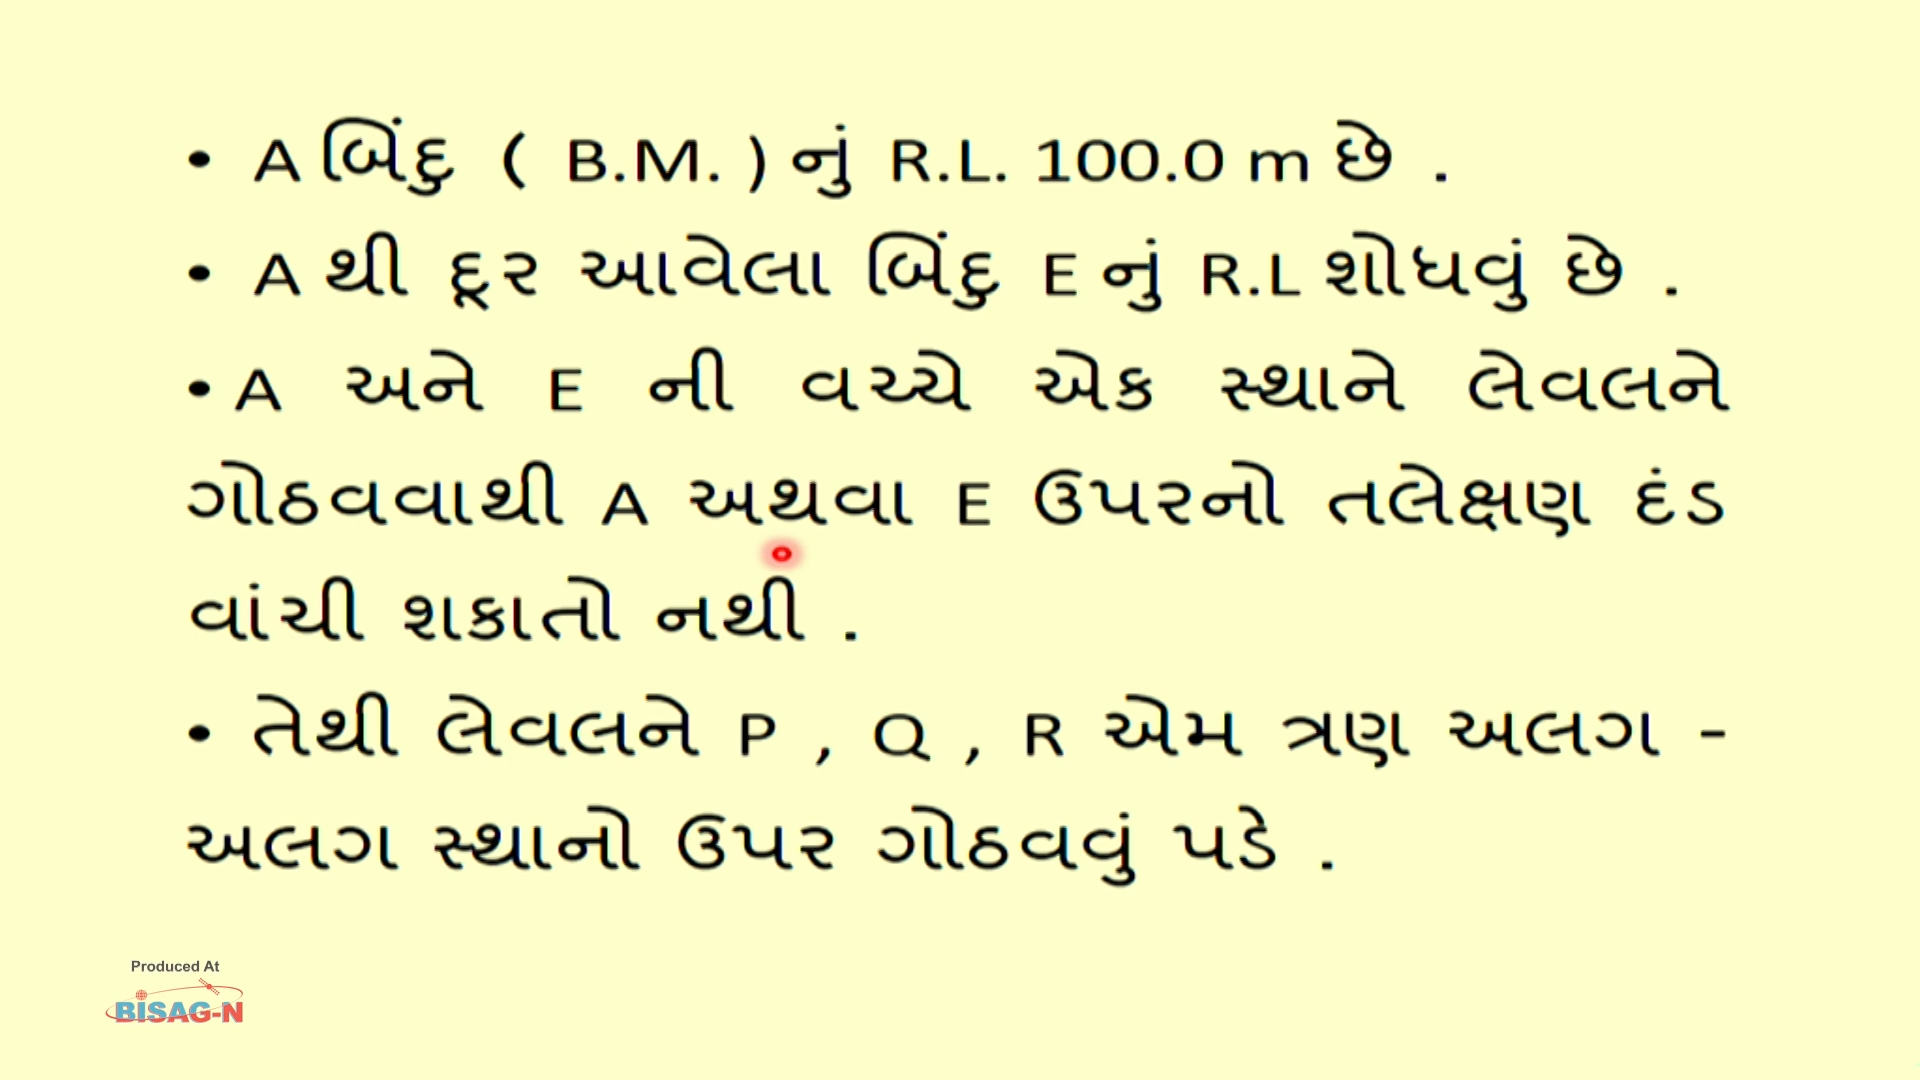 • A બિંદુ ( B.M. ) નું R.L. 100.0 m છે .
• A થી દૂર આવેલા બિંદુ E નું R.L શોધવું છે .
• A અને E ની વચ્ચે એક સ્થાને લેવલને
ગોઠવવાથી A અથવા E ઉપરનો તલેક્ષણ દંડ
વાંચી શકાતો નથી .
• તેથી લેવલને P , Q , R એમ ત્રણ અલગ -
અલગ સ્થાનો ઉપર ગોઠવવું પડે .
Produced At
BISAG-N